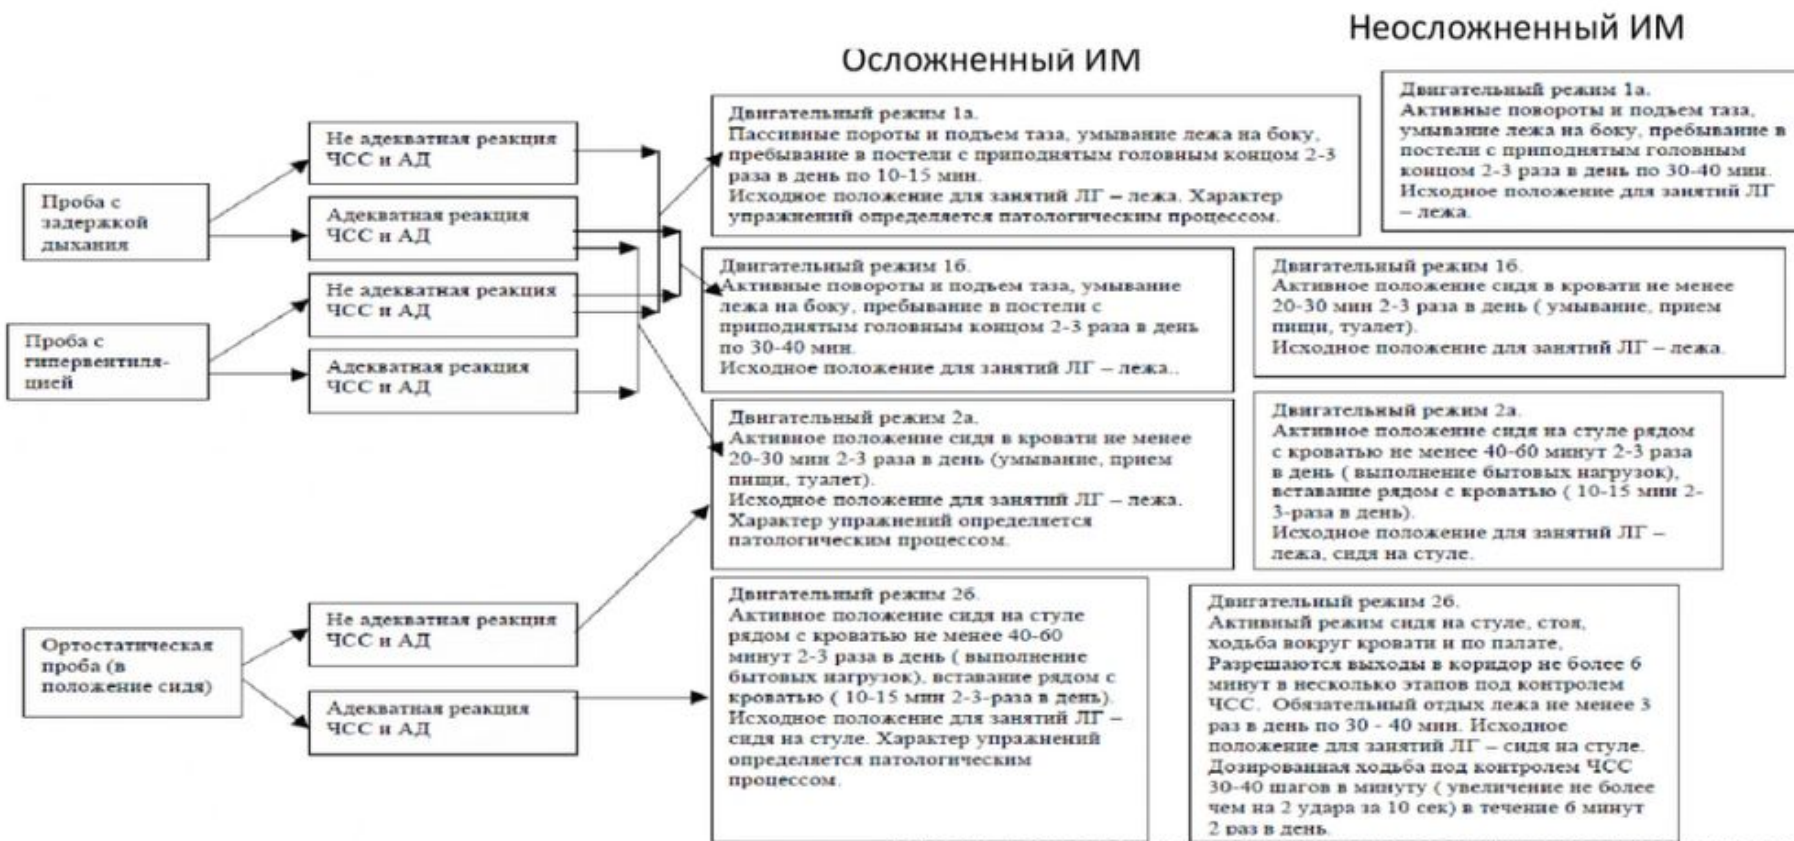 Неосложненный ИМ
Осложненный ИМ
Проба с
задержкой
дыхания
Проба с
гипервентиля-
цией
Ортостатическая
проба (в
положение сидя)
Не адекватная реакция
ЧСС и АД
Адекватная реакция
ЧСС и АД
Не адекватная реакция
ЧСС и АД
Адекватная реакция
ЧСС и АД
Не адекватная реакция
ЧСС и АД
Адекватная реакция
ЧСС и АД
Двигательный режим 1а.
Пассивные пороты и подъем таза, умывание лежа на боку,
пребывание в постели с приподнятым головным концом 2-3
раза в день по 10-15 мин.
Исходное положение для занятий ЛГ – лежа. Характер
упражнений определяется патологическим процессом.
Двигательный режим 1б.
Активные повороты и подъем таза, умывание
лежа на боку, пребывание в постели с
приподнятым головным концом 2-3 раза в день
по 30-40 мин.
Исходное положение для занятий ЛГ – лежа..
Двигательный режим 2а.
Активное положение сидя в кровати не менее
20-30 мин 2-3 раза в день (умывание, прием
пищи, туалет).
Исходное положение для занятий ЛГ – лежа.
Характер упражнений определяется
патологическим процессом.
Двигательный режим 2б.
Активное положение сидя на стуле
рядом с кроватью не менее 40-60
минут 2-3 раза в день ( выполнение
бытовых нагрузок), вставание рядом с
кроватью ( 10-15 мин 2-3-раза в день).
Исходное положение для занятий ЛГ –
сидя на стуле. Характер упражнений
определяется патологическим
процессом.
Двигательный режим 1а.
Активные повороты и подъем таза,
умывание лежа на боку, пребывание в
постели с приподнятым головным
концом 2-3 раза в день по 30-40 мин.
Исходное положение для занятий ЛГ
– лежа.
Двигательный режим 1б.
Активное положение сидя в кровати не менее
20-30 мин 2-3 раза в день ( умывание, прием
пищи, туалет).
Исходное положение для занятий ЛГ – лежа.
Двигательный режим 2а.
Активное положение сидя на стуле рядом
с кроватью не менее 40-60 минут 2-3 раза
в день ( выполнение бытовых нагрузок),
вставание рядом с кроватью ( 10-15 мин 2-
3-раза в день).
Исходное положение для занятий ЛГ –
лежа, сидя на стуле.
Двигательный режим 2б.
Активный режим сидя на стуле, стоя,
ходьба вокруг кровати и по палате,
Разрешаются выходы в коридор не более 6
минут в несколько этапов под контролем
ЧСС. Обязательный отдых лежа не менее 3
раз в день по 30 - 40 мин. Исходное
положение для занятий ЛГ – сидя на стуле.
Дозированная ходьба под контролем ЧСС
30-40 шагов в минуту ( увеличение не более
чем на 2 удара за 10 сек) в течение 6 минут
2 раз в день.